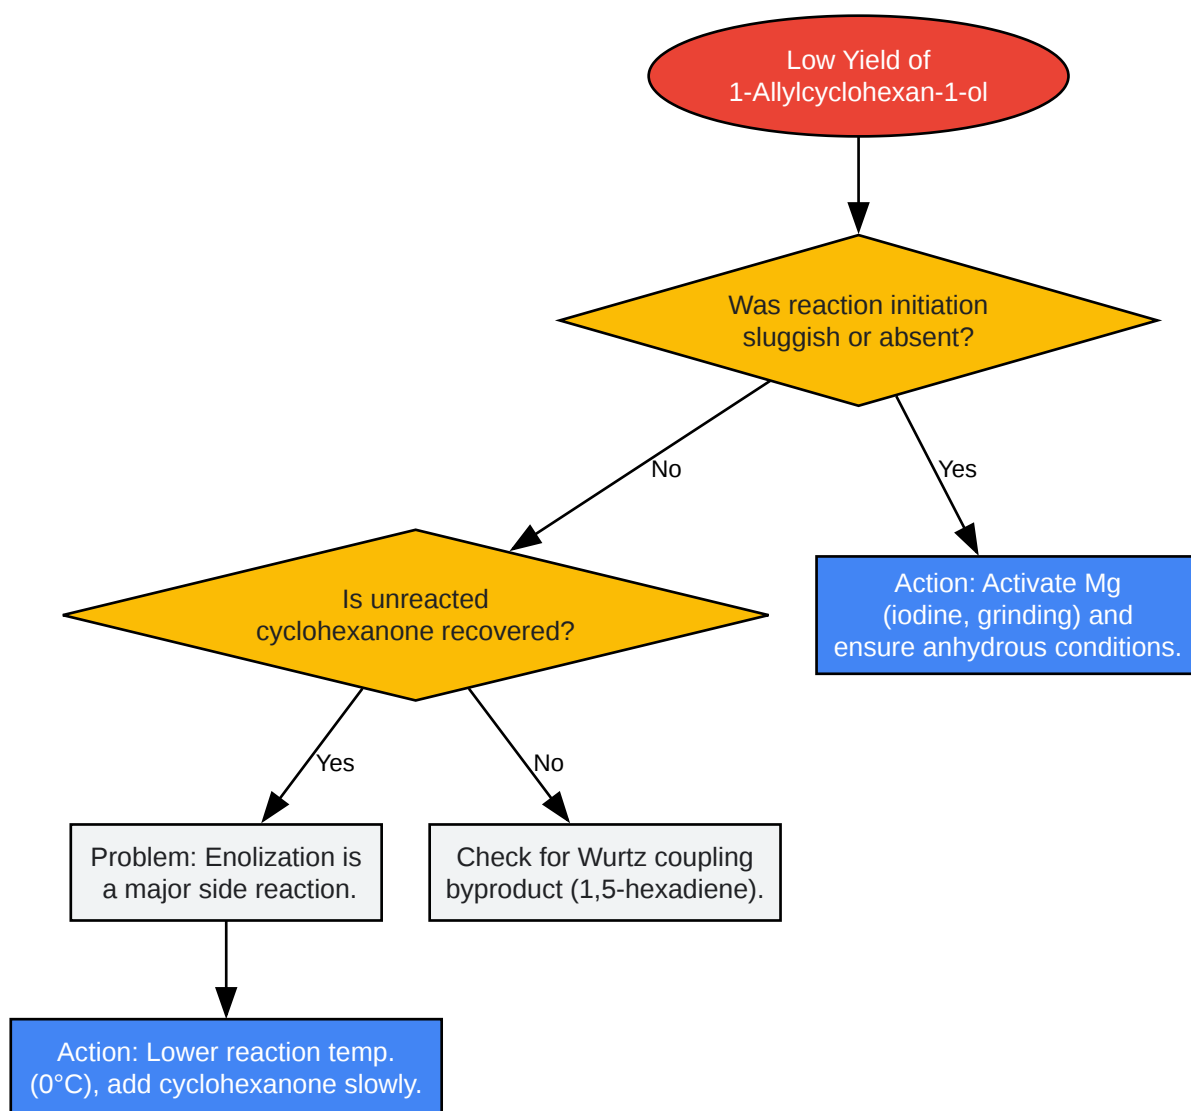 Low Yield of
1-Allylcyclohexan-1-ol
Was reaction initiation
sluggish or absent?
No
Yes
Is unreacted
cyclohexanone recovered?
Action: Activate Mg
(iodine, grinding) and
ensure anhydrous conditions.
Yes
No
Problem: Enolization is
a major side reaction.
Check for Wurtz coupling
byproduct (1,5-hexadiene).
Action: Lower reaction temp.
(0°C), add cyclohexanone slowly.